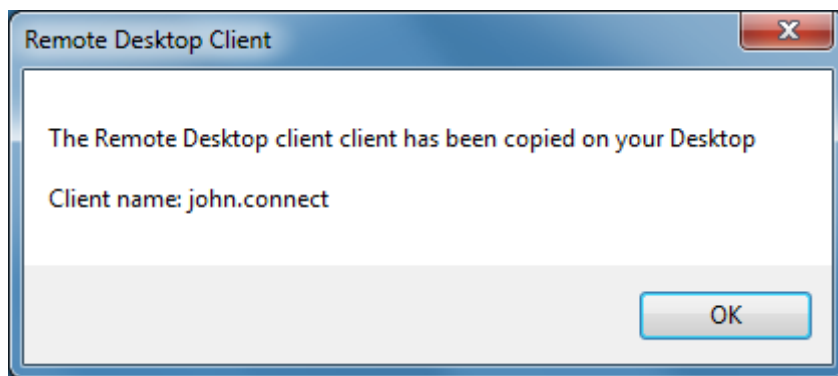 Remote Desktop Client
The Remote Desktop client client has been copied on your Desktop
Client name: john.connect
OK